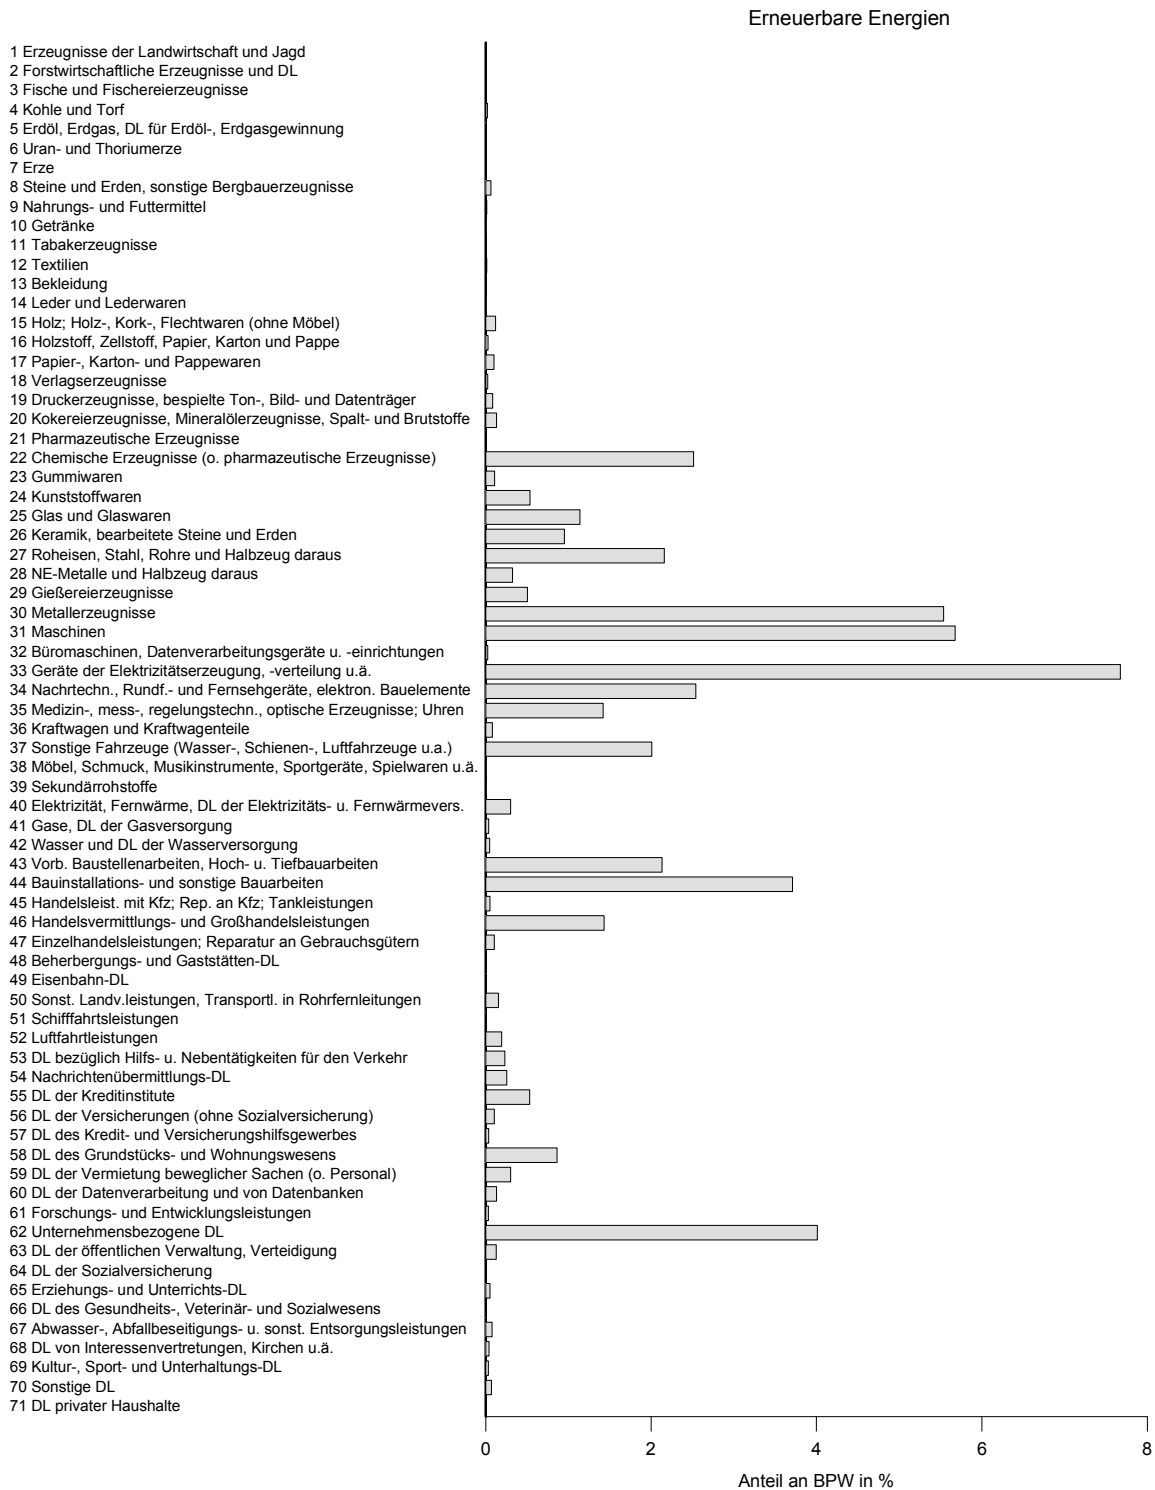 Erneuerbare Energien
1 Erzeugnisse der Landwirtschaft und Jagd
2 Forstwirtschaftliche Erzeugnisse und DL
3 Fische und Fischereierzeugnisse
4 Kohle und Torf
5 Erdöl, Erdgas, DL für Erdöl-, Erdgasgewinnung
6 Uran- und Thoriumerze
7 Erze
8 Steine und Erden, sonstige Bergbauerzeugnisse
9 Nahrungs- und Futtermittel
10 Getränke
11 Tabakerzeugnisse
12 Textilien
13 Bekleidung
14 Leder und Lederwaren
15 Holz; Holz-, Kork-, Flechtwaren (ohne Möbel)
16 Holzstoff, Zellstoff, Papier, Karton und Pappe
17 Papier-, Karton- und Pappewaren
18 Verlagserzeugnisse
19 Druckerzeugnisse, bespielte Ton-, Bild- und Datenträger
20 Kokereierzeugnisse, Mineralölerzeugnisse, Spalt- und Brutstoffe
21 Pharmazeutische Erzeugnisse
22 Chemische Erzeugnisse (o. pharmazeutische Erzeugnisse)
23 Gummiwaren
24 Kunststoffwaren
25 Glas und Glaswaren
26 Keramik, bearbeitete Steine und Erden
27 Roheisen, Stahl, Rohre und Halbzeug daraus
28 NE-Metalle und Halbzeug daraus
29 Gießereierzeugnisse
30 Metallerzeugnisse
31 Maschinen
32 Büromaschinen, Datenverarbeitungsgeräte u. -einrichtungen
33 Geräte der Elektrizitätserzeugung, -verteilung u.ä.
34 Nachrtechn., Rundf.- und Fernsehgeräte, elektron. Bauelemente
35 Medizin-, mess-, regelungstechn., optische Erzeugnisse; Uhren
36 Kraftwagen und Kraftwagenteile
37 Sonstige Fahrzeuge (Wasser-, Schienen-, Luftfahrzeuge u.a.)
38 Möbel, Schmuck, Musikinstrumente, Sportgeräte, Spielwaren u.ä.
39 Sekundärrohstoffe
40 Elektrizität, Fernwärme, DL der Elektrizitäts- u. Fernwärmevers.
41 Gase, DL der Gasversorgung
42 Wasser und DL der Wasserversorgung
43 Vorb. Baustellenarbeiten, Hoch- u. Tiefbauarbeiten
44 Bauinstallations- und sonstige Bauarbeiten
45 Handelsleist. mit Kfz; Rep. an Kfz; Tankleistungen
46 Handelsvermittlungs- und Großhandelsleistungen
47 Einzelhandelsleistungen; Reparatur an Gebrauchsgütern
48 Beherbergungs- und Gaststätten-DL
49 Eisenbahn-DL
50 Sonst. Landv.leistungen, Transportl. in Rohrfernleitungen
51 Schifffahrtsleistungen
52 Luftfahrtleistungen
53 DL bezüglich Hilfs- u. Nebentätigkeiten für den Verkehr
54 Nachrichtenübermittlungs-DL
55 DL der Kreditinstitute
56 DL der Versicherungen (ohne Sozialversicherung)
57 DL des Kredit- und Versicherungshilfsgewerbes
58 DL des Grundstücks- und Wohnungswesens
59 DL der Vermietung beweglicher Sachen (o. Personal)
60 DL der Datenverarbeitung und von Datenbanken
61 Forschungs- und Entwicklungsleistungen
62 Unternehmensbezogene DL
63 DL der öffentlichen Verwaltung, Verteidigung
64 DL der Sozialversicherung
65 Erziehungs- und Unterrichts-DL
66 DL des Gesundheits-, Veterinär- und Sozialwesens
67 Abwasser-, Abfallbeseitigungs- u. sonst. Entsorgungsleistungen
68 DL von Interessenvertretungen, Kirchen u.ä.
69 Kultur-, Sport- und Unterhaltungs-DL
70 Sonstige DL
71 DL privater Haushalte
0 2 4 6 8
Anteil an BPW in %